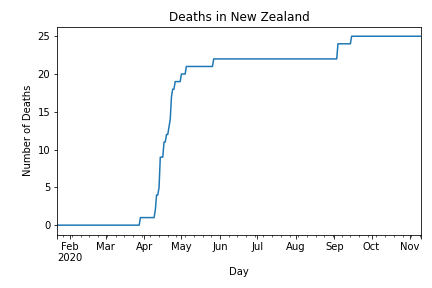 Deaths in New Zealand
25
20
15
10
5
0
Number of Deaths
Feb Mar Apr May Jun Jul Aug Sep Oct Nov
2020
Day